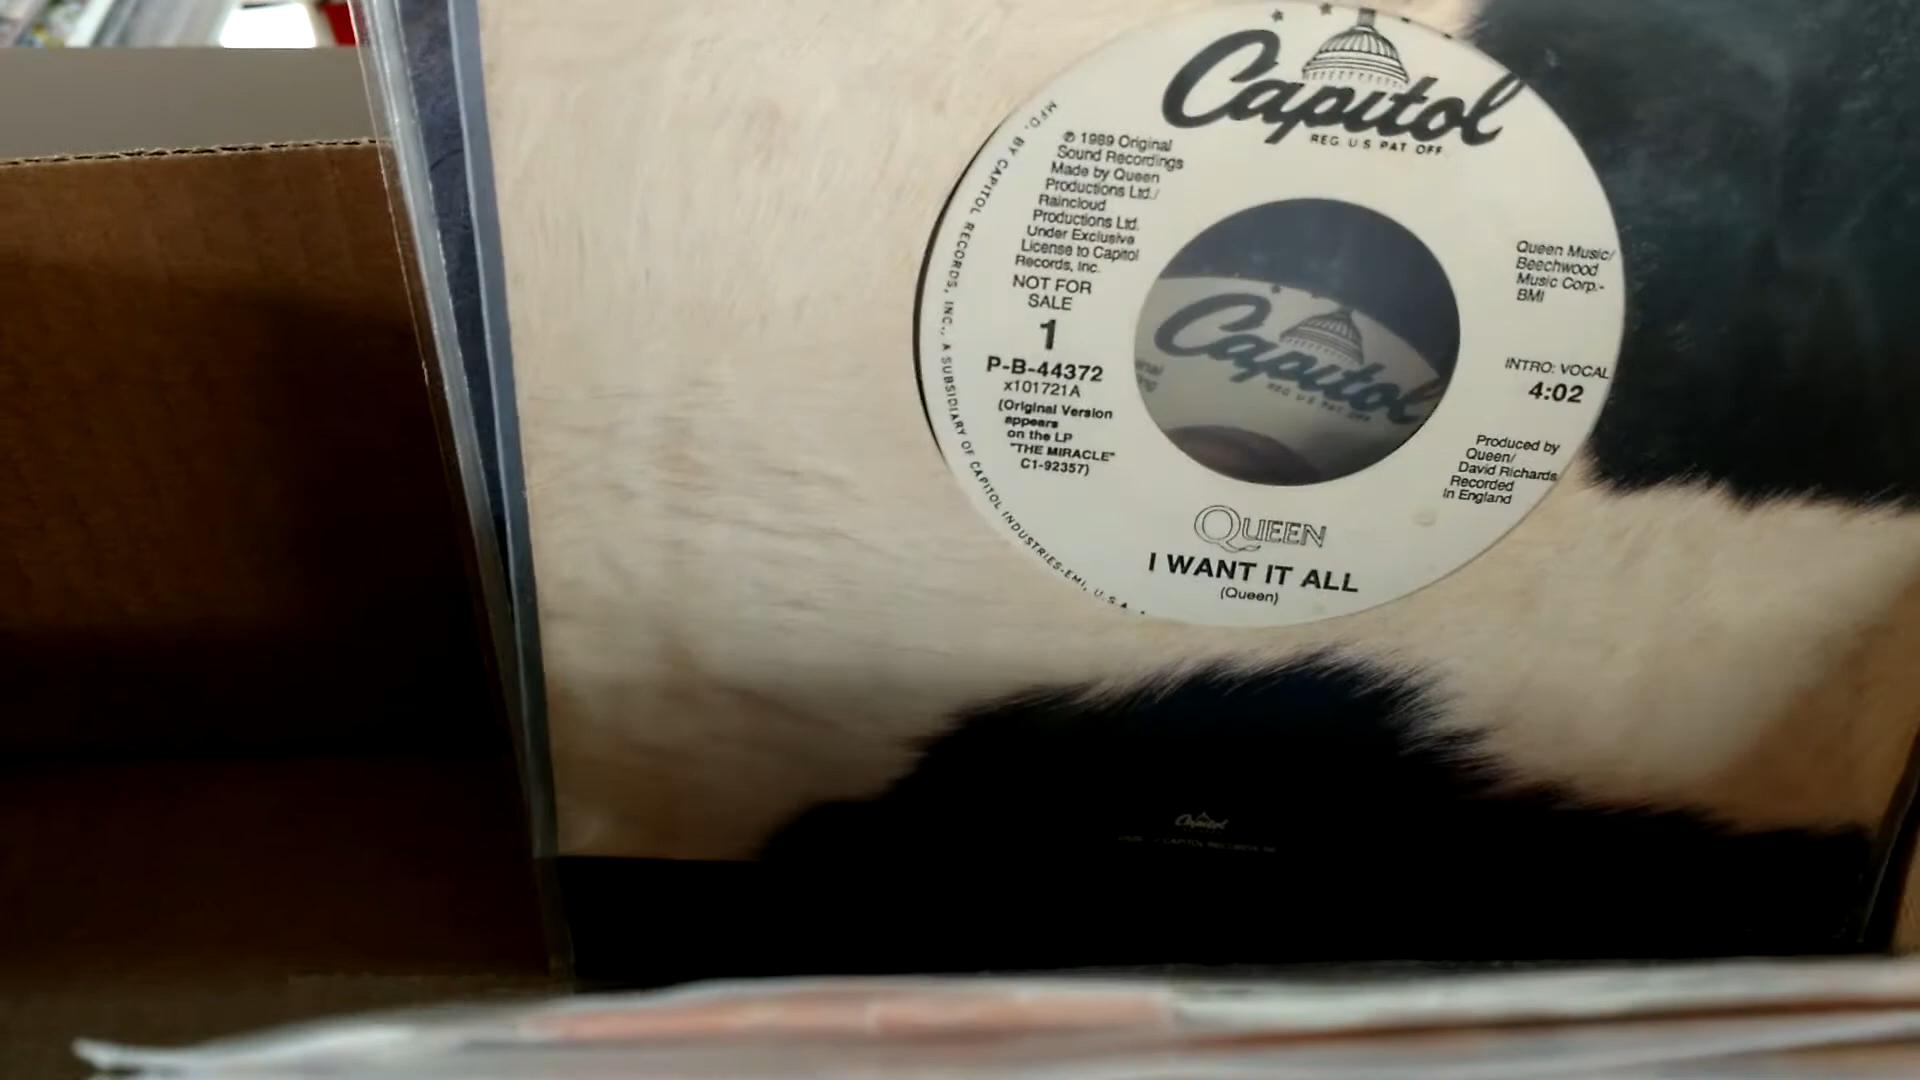 Capitol
REG. U S PAT OFF.
MFD. BY CAPITOL RECORDS, INC., A SUBSIDIARY OF CAPITOL INDUSTRIES-EMI, U.S.A.
℗ 1989 Original
Sound Recordings
Made by Queen
Productions Ltd./
Raincloud
Productions Ltd.
Under Exclusive
License to Capitol
Records, Inc.
NOT FOR
SALE
1
P-B-44372
x101721A
(Original Version
appears
on the LP
"THE MIRACLE"
C1-92357)
Queen Music/
Beechwood
Music Corp.-
BMI
INTRO: VOCAL
4:02
Produced by
Queen/
David Richards
Recorded
in England
Capitol
REG. U S PAT OFF
QUEEN
I WANT IT ALL
(Queen)
Capitol